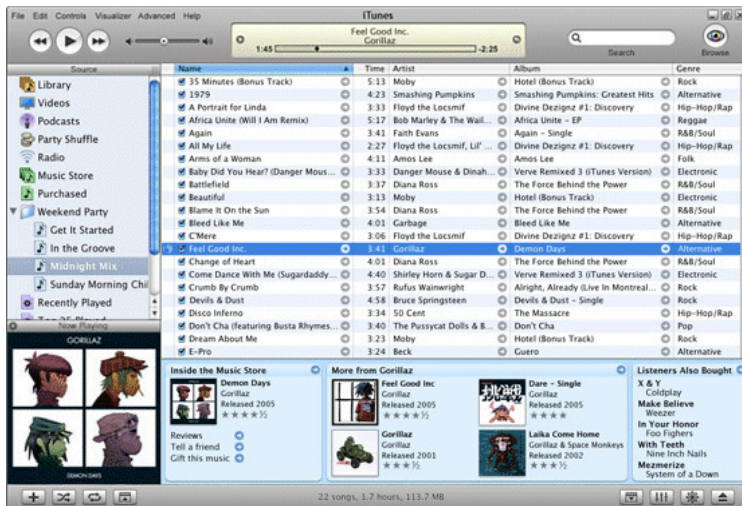 File Edit Controls Visualizer Advanced Help
iTunes
Feel Good Inc.
Gorillaz
1:45 -2:25
Search
Browse
Source
Library
Videos
Podcasts
Party Shuffle
Radio
Music Store
Purchased
Weekend Party
Get It Started
In the Groove
Midnight Mix
Sunday Morning Chil
Recently Played
Top 25 Played
Now Playing
GORILLAZ
DEMON DAYS
Name Time Artist Album Genre
35 Minutes (Bonus Track) 5:13 Moby Hotel (Bonus Track) Rock
1979 4:23 Smashing Pumpkins Smashing Pumpkins: Greatest Hits Alternative
A Portrait for Linda 3:33 Floyd the Locsmif Divine Dezignz #1: Discovery Hip-Hop/Rap
Africa Unite (Will I Am Remix) 5:17 Bob Marley & The Wail... Africa Unite - EP Reggae
Again 3:41 Faith Evans Again - Single R&B/Soul
All My Life 2:27 Floyd the Locsmif, Lil' ... Divine Dezignz #1: Discovery Hip-Hop/Rap
Arms of a Woman 4:11 Amos Lee Amos Lee Folk
Baby Did You Hear? (Danger Mous... 3:33 Danger Mouse & Dinah... Verve Remixed 3 (iTunes Version) Electronic
Battlefield 3:37 Diana Ross The Force Behind the Power R&B/Soul
Beautiful 3:13 Moby Hotel (Bonus Track) Electronic
Blame It On the Sun 3:54 Diana Ross The Force Behind the Power R&B/Soul
Bleed Like Me 4:01 Garbage Bleed Like Me Alternative
C'Mere 3:06 Floyd the Locsmif Divine Dezignz #1: Discovery Hip-Hop/Rap
Feel Good Inc. 3:41 Gorillaz Demon Days Alternative
Change of Heart 4:01 Diana Ross The Force Behind the Power R&B/Soul
Come Dance With Me (Sugardaddy... 4:40 Shirley Horn & Sugar D... Verve Remixed 3 (iTunes Version) Electronic
Crumb By Crumb 3:57 Rufus Wainwright Alright, Already (Live In Montreal... Rock
Devils & Dust 4:58 Bruce Springsteen Devils & Dust - Single Rock
Disco Inferno 3:34 50 Cent The Massacre Hip-Hop/Rap
Don't Cha (featuring Busta Rhymes... 3:40 The Pussycat Dolls & B... Don't Cha Pop
Dream About Me 3:23 Moby Hotel (Bonus Track) Rock
E-Pro 3:24 Beck Guero Alternative
Inside the Music Store
Demon Days
Gorillaz
Released 2005
Reviews
Tell a friend
Gift this music
More from Gorillaz
Feel Good Inc
Gorillaz
Released 2005
Dare - Single
Gorillaz
Released 2005
Gorillaz
Gorillaz
Released 2001
Laika Come Home
Gorillaz & Space Monkeys
Released 2002
Listeners Also Bought
X & Y
Coldplay
Make Believe
Weezer
In Your Honor
Foo Fighers
With Teeth
Nine Inch Nails
Mezmerize
System of a Down
22 songs, 1.7 hours, 113.7 MB